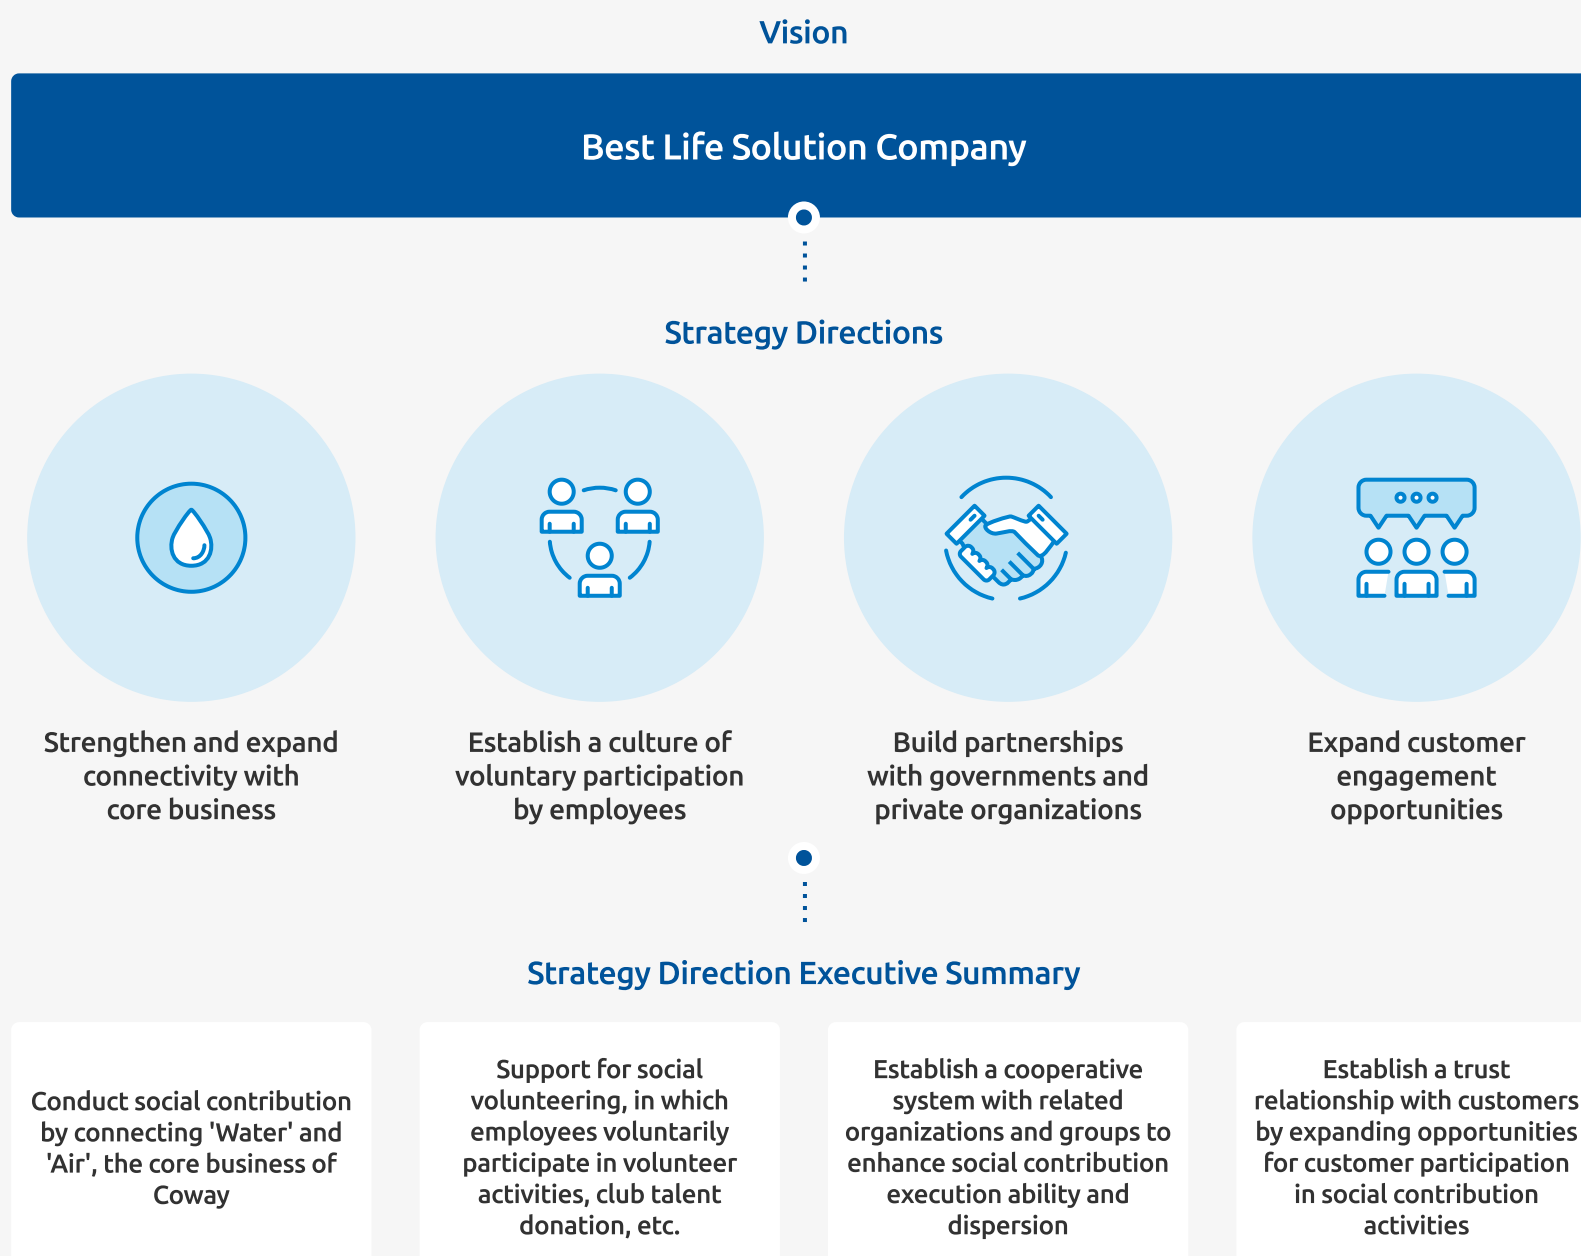 Vision
Best Life Solution Company
Strategy Directions
Strengthen and expand
connectivity with
core business
Establish a culture of
voluntary participation
by employees
Build partnerships
with governments and
private organizations
Expand customer
engagement
opportunities
Strategy Direction Executive Summary
Conduct social contribution
by connecting 'Water' and
'Air', the core business of
Coway
Support for social
volunteering, in which
employees voluntarily
participate in volunteer
activities, club talent
donation, etc.
Establish a cooperative
system with related
organizations and groups to
enhance social contribution
execution ability and
dispersion
Establish a trust
relationship with customers
by expanding opportunities
for customer participation
in social contribution
activities